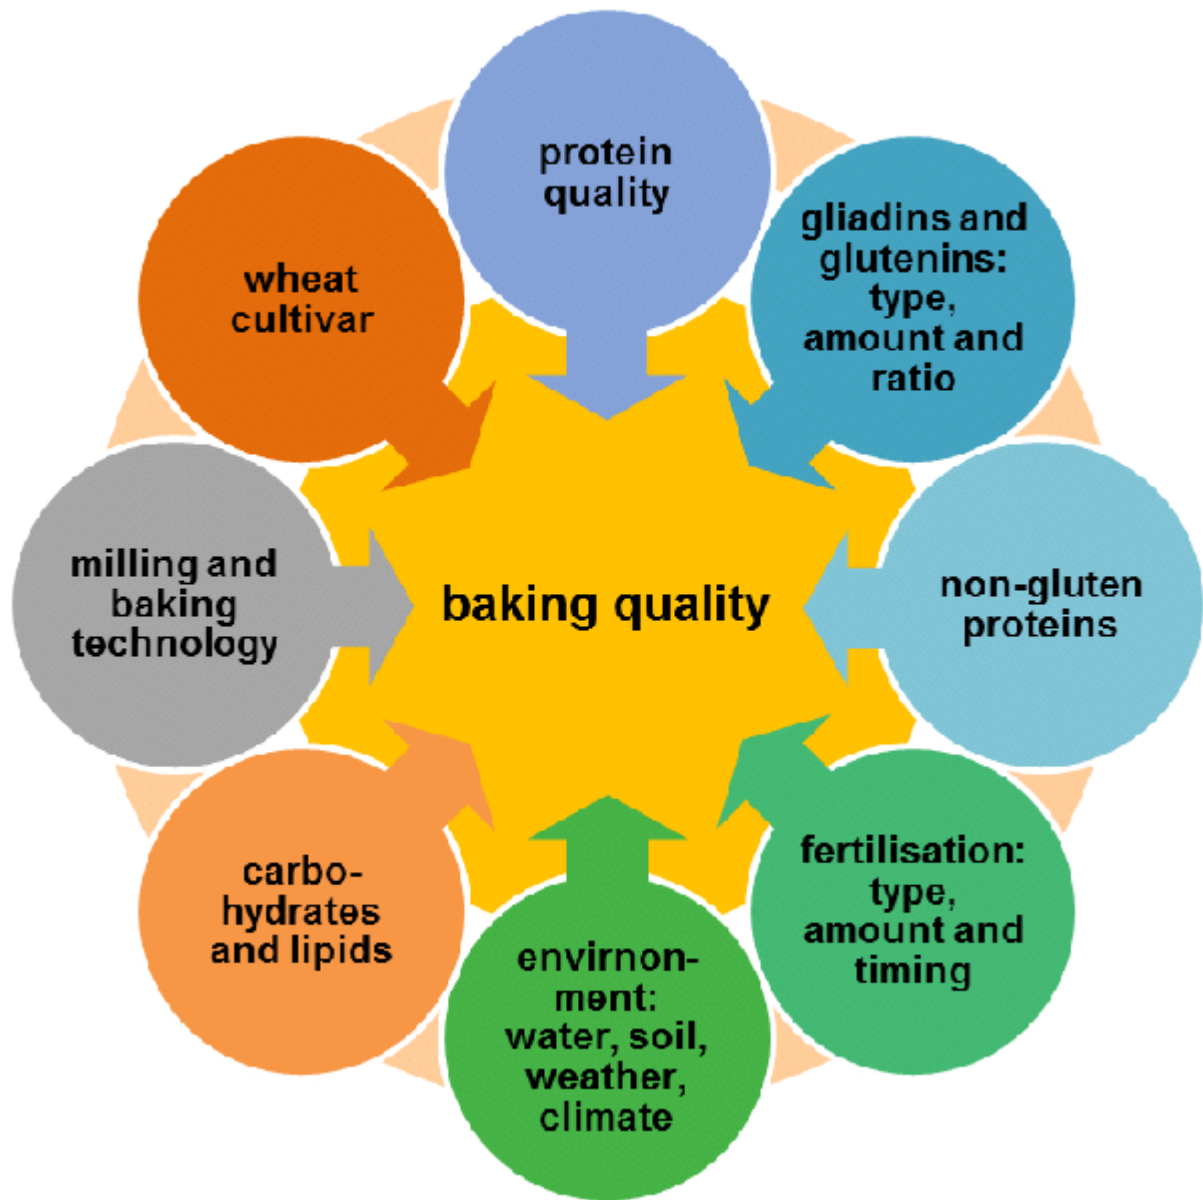 protein
quality
gliadins and
glutenins:
type,
amount and
ratio
non-gluten
proteins
fertilisation:
type,
amount and
timing
envirnon-
ment:
water, soil,
weather,
climate
carbo-
hydrates
and lipids
milling and
baking
technology
wheat
cultivar
baking quality